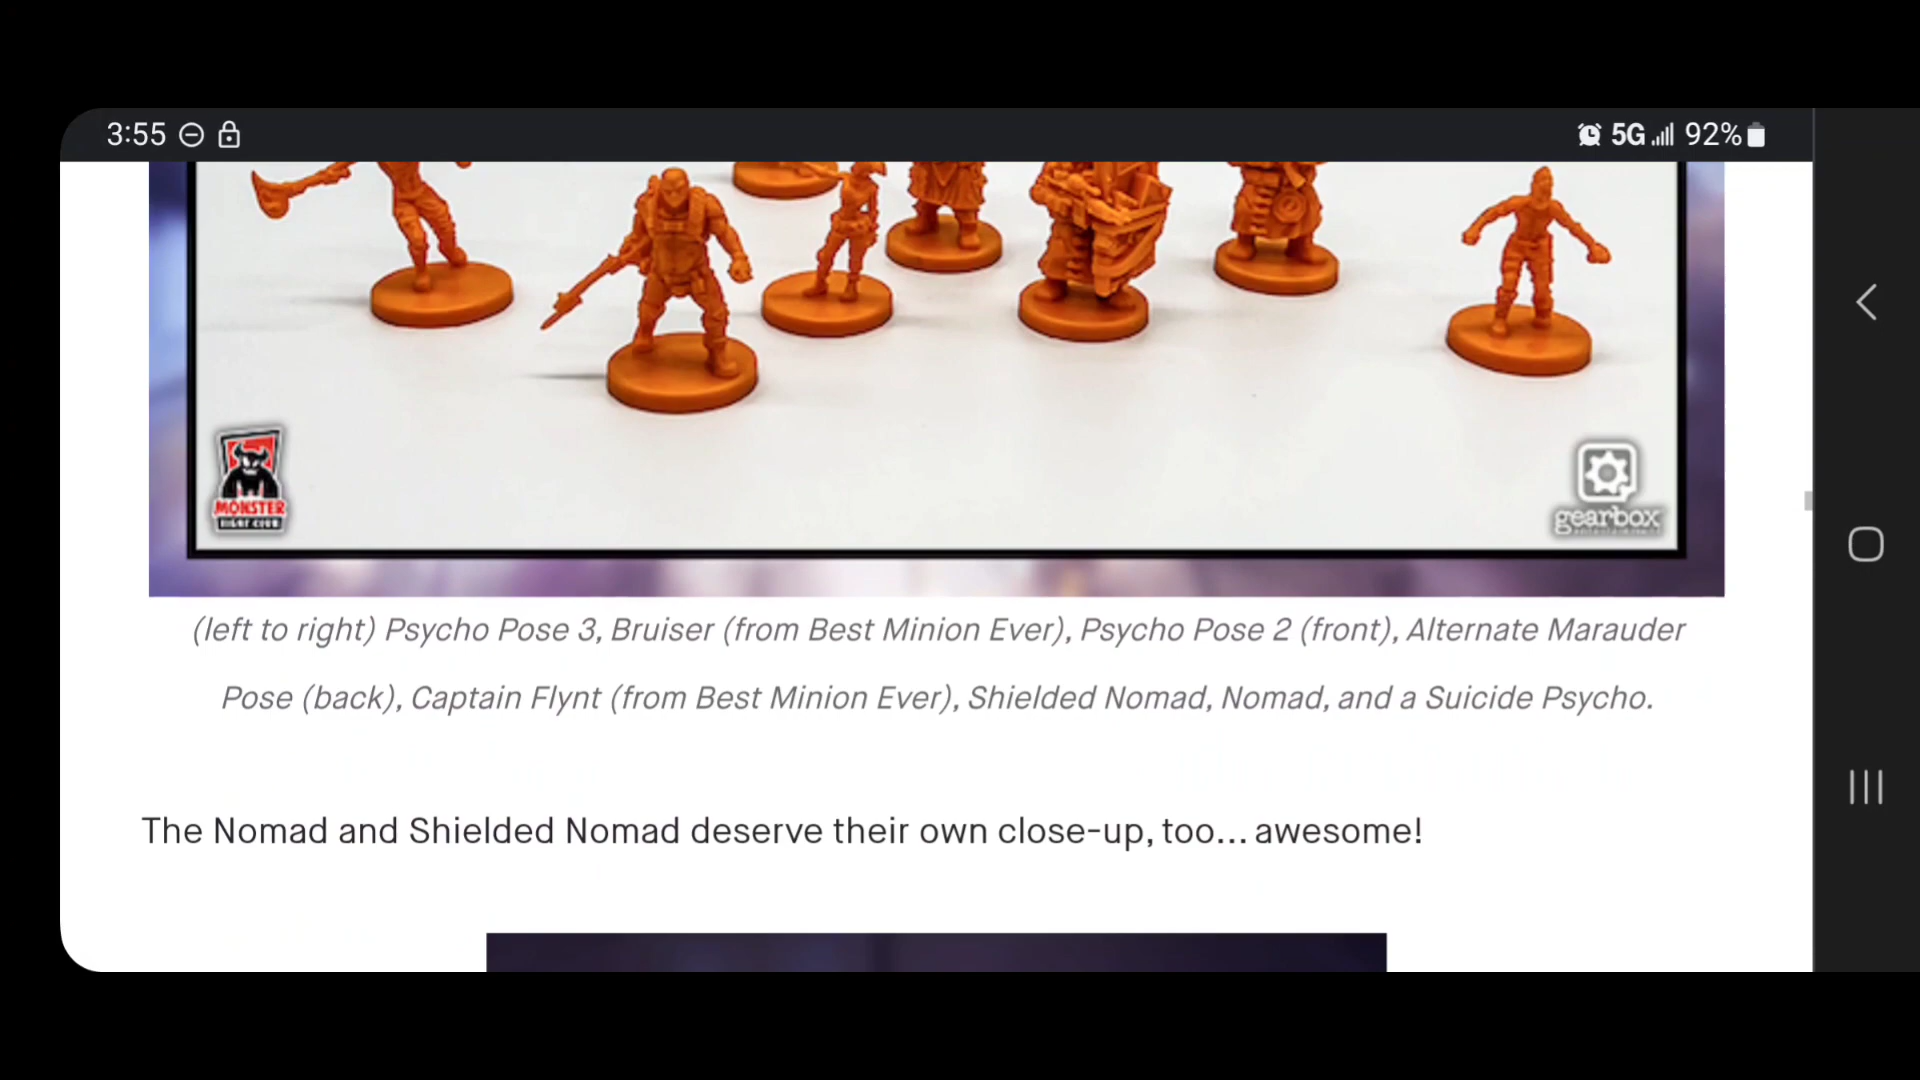 3:55
5G 92%
MONSTER
FIGHT CLUB
gearbox
(left to right) Psycho Pose 3, Bruiser (from Best Minion Ever), Psycho Pose 2 (front), Alternate Marauder
Pose (back), Captain Flynt (from Best Minion Ever), Shielded Nomad, Nomad, and a Suicide Psycho.
The Nomad and Shielded Nomad deserve their own close-up, too... awesome!